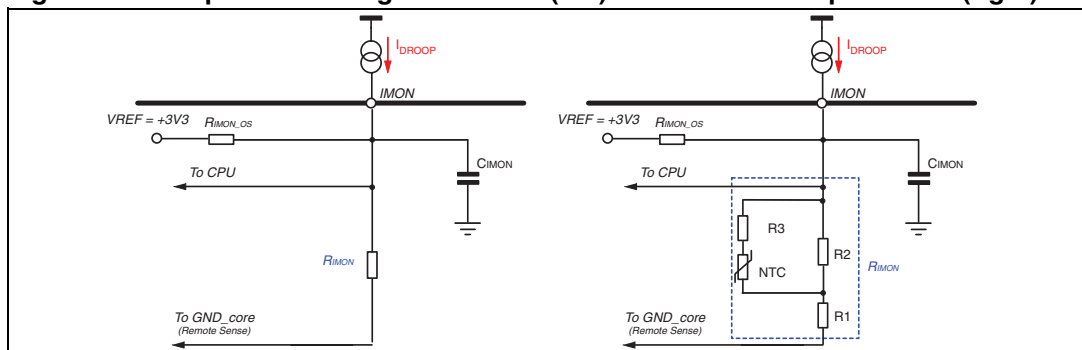 IDROOP
IMON
VREF = +3V3
RIMON_OS
CIMON
To CPU
RIMON
To GND_core
(Remote Sense)
IDROOP
IMON
VREF = +3V3
RIMON_OS
CIMON
To CPU
R3
R2
NTC
RIMON
R1
To GND_core
(Remote Sense)